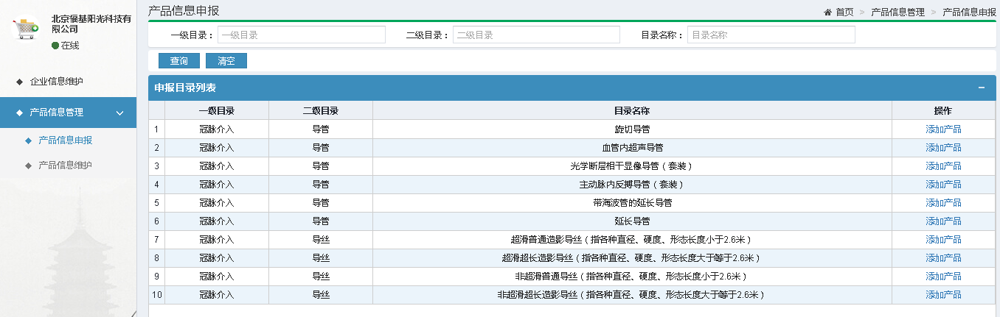 北京福基阳光科技有
限公司
在线
企业信息维护
产品信息管理
产品信息申报
产品信息维护
产品信息申报
首页 > 产品信息管理 > 产品信息申报
一级目录： 一级目录 二级目录： 二级目录 目录名称： 目录名称
查询 清空
申报目录列表
一级目录 二级目录 目录名称 操作
1 冠脉介入 导管 旋切导管 添加产品
2 冠脉介入 导管 血管内超声导管 添加产品
3 冠脉介入 导管 光学断层相干显像导管（套装） 添加产品
4 冠脉介入 导管 主动脉内反搏导管（套装） 添加产品
5 冠脉介入 导管 带海波管的延长导管 添加产品
6 冠脉介入 导管 延长导管 添加产品
7 冠脉介入 导丝 超滑普通造影导丝（指各种直径、硬度、形态长度小于2.6米） 添加产品
8 冠脉介入 导丝 超滑超长造影导丝（指各种直径、硬度、形态长度大于等于2.6米） 添加产品
9 冠脉介入 导丝 非超滑普通导丝（指各种直径、硬度、形态长度小于2.6米） 添加产品
10 冠脉介入 导丝 非超滑超长造影导丝（指各种直径、硬度、形态长度大于等于2.6米） 添加产品